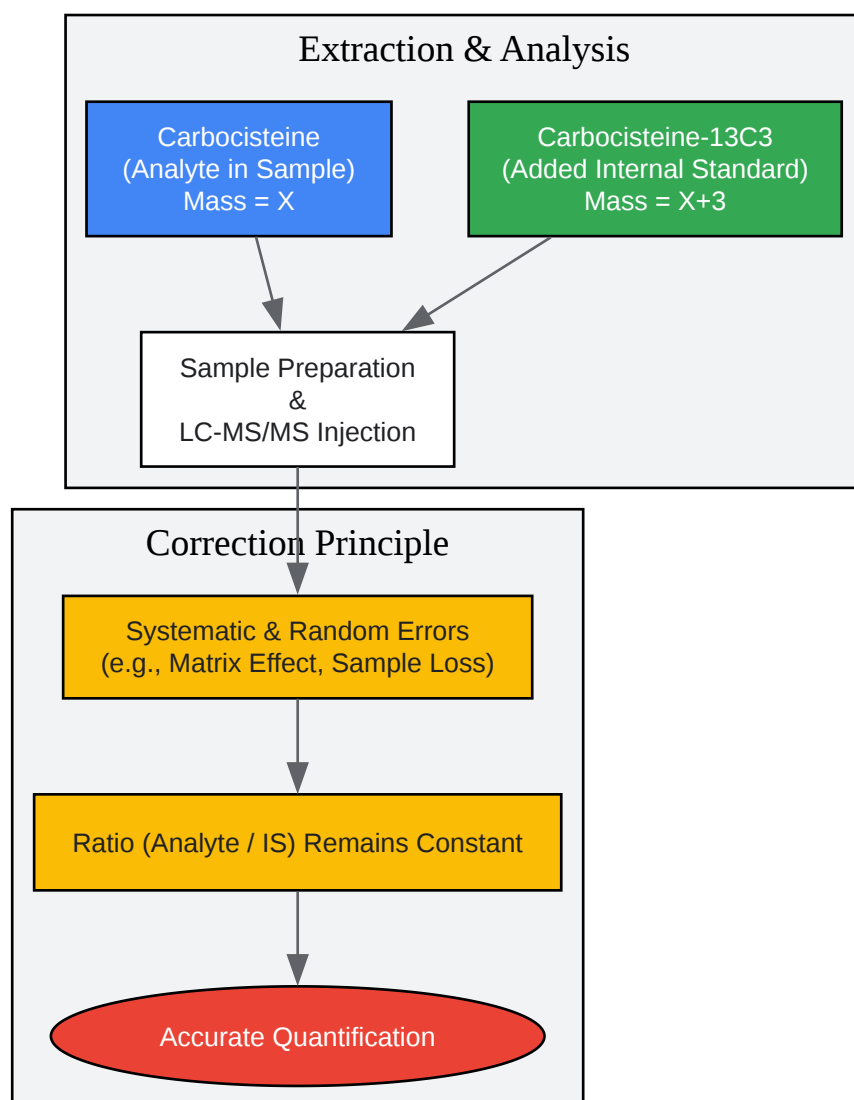 Extraction & Analysis
Carbocisteine
(Analyte in Sample)
Mass = X
Carbocisteine-13C3
(Added Internal Standard)
Mass = X+3
Sample Preparation
&
LC-MS/MS Injection
Correction Principle
Systematic & Random Errors
(e.g., Matrix Effect, Sample Loss)
Ratio (Analyte / IS) Remains Constant
Accurate Quantification